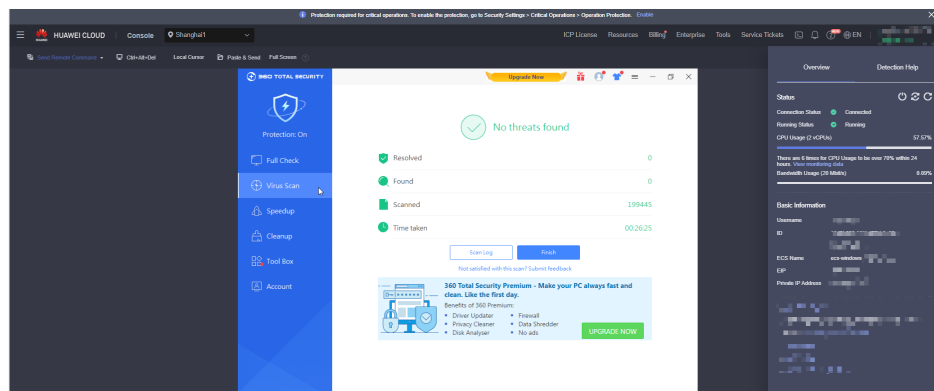 Protection required for critical operations. To enable the protection, go to Security Settings > Critical Operations > Operation Protection. Enable
HUAWEI CLOUD Console Shanghai1 ICP License Resources Billing Enterprise Tools Service Tickets EN
Send Remote Command Ctrl+Alt+Del Local Cursor Paste & Send Full Screen
360 TOTAL SECURITY
Upgrade Now
Protection: On
Full Check
Virus Scan
Speedup
Cleanup
Tool Box
Account
No threats found
Resolved 0
Found 0
Scanned 199445
Time taken 00:26:25
Scan Log Finish
Not satisfied with this scan? Submit feedback
360 Total Security Premium - Make your PC always fast and
clean. Like the first day.
Benefits of 360 Premium:
• Driver Updater • Firewall
• Privacy Cleaner • Data Shredder
• Disk Analyser • No ads
UPGRADE NOW
Overview Detection Help
Status
Connection Status Connected
Running Status Running
CPU Usage (2 vCPUs) 57.57%
There are 6 times for CPU Usage to be over 70% within 24
hours. View monitoring data
Bandwidth Usage (20 Mbit/s) 0.09%
Basic Information
Username
ID
ECS Name ecs-windows
EIP
Private IP Address